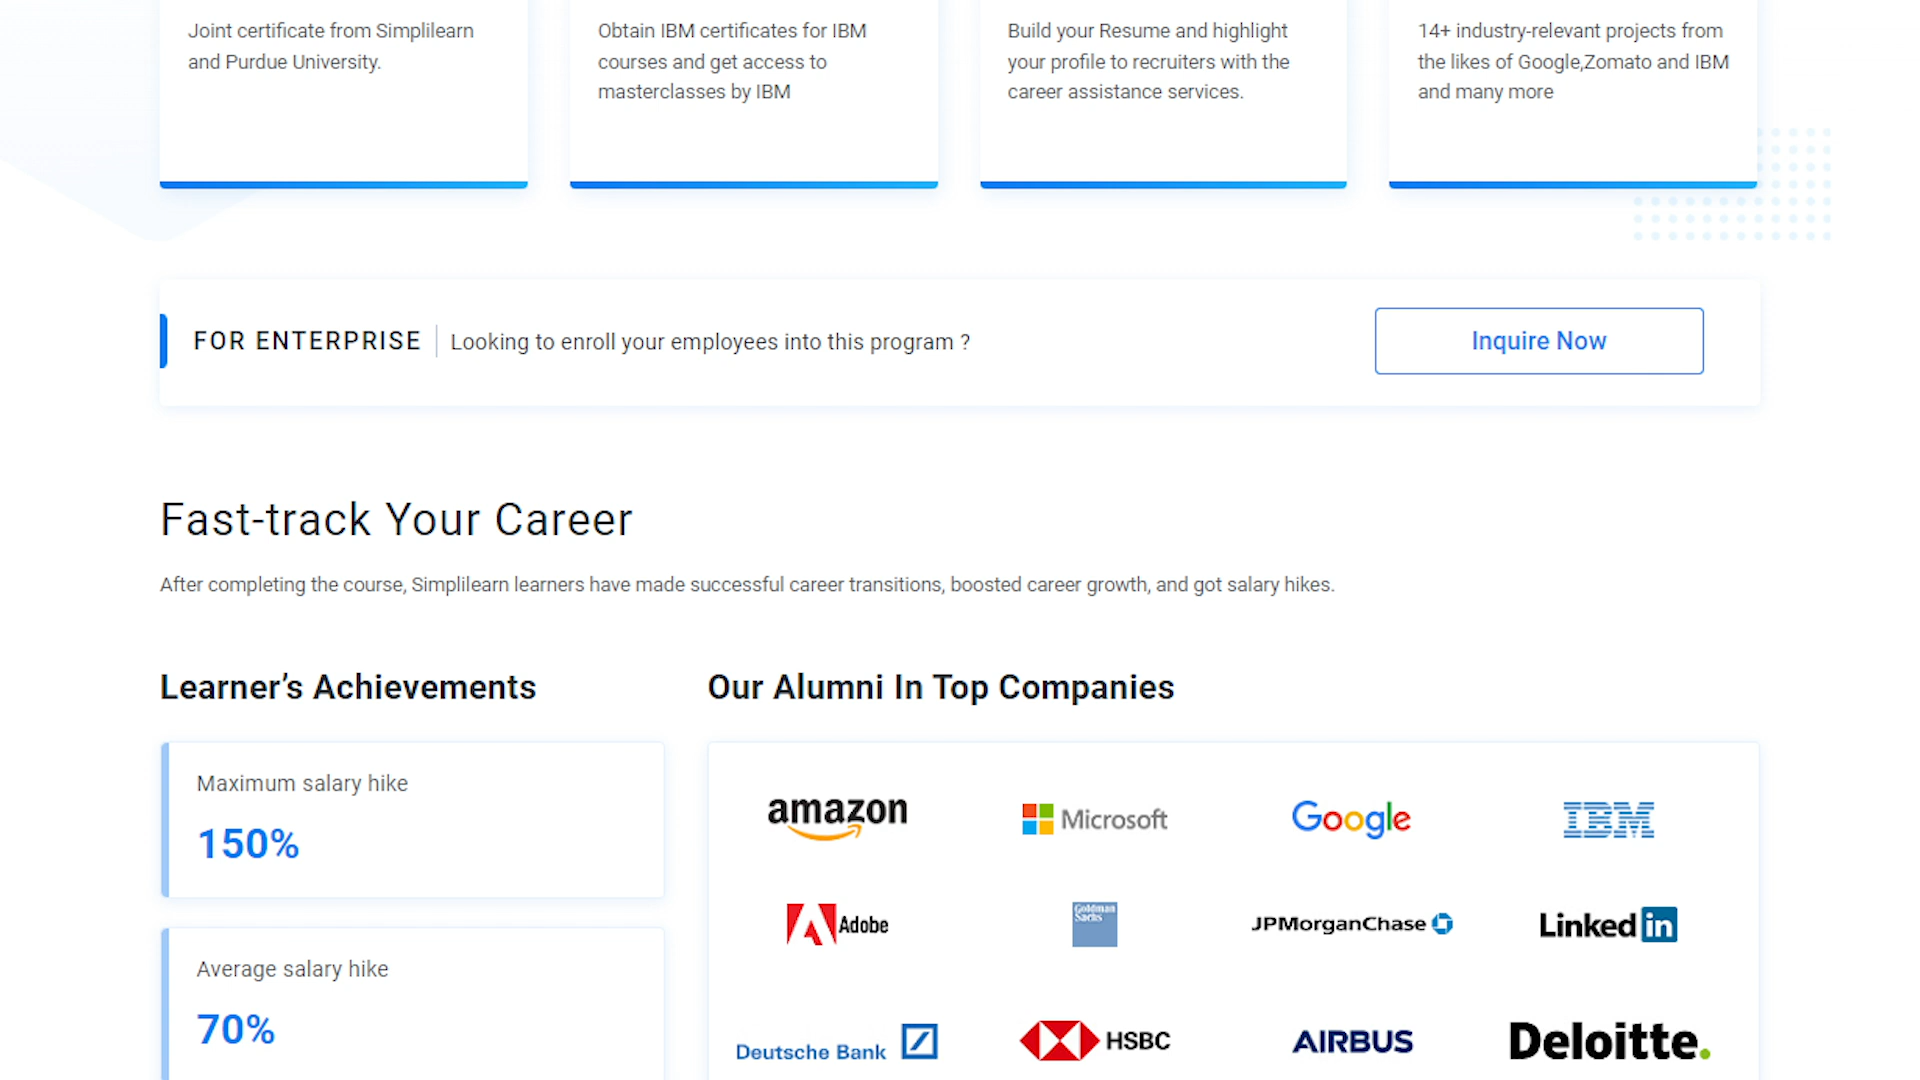 Joint certificate from Simplilearn
and Purdue University.
Obtain IBM certificates for IBM
courses and get access to
masterclasses by IBM
Build your Resume and highlight
your profile to recruiters with the
career assistance services.
14+ industry-relevant projects from
the likes of Google,Zomato and IBM
and many more
FOR ENTERPRISE Looking to enroll your employees into this program ?
Inquire Now
Fast-track Your Career
After completing the course, Simplilearn learners have made successful career transitions, boosted career growth, and got salary hikes.
Learner’s Achievements
Maximum salary hike
150%
Average salary hike
70%
Our Alumni In Top Companies
amazon Microsoft Google IBM
Adobe Goldman Sachs JPMorganChase Linkedin
Deutsche Bank HSBC AIRBUS Deloitte.